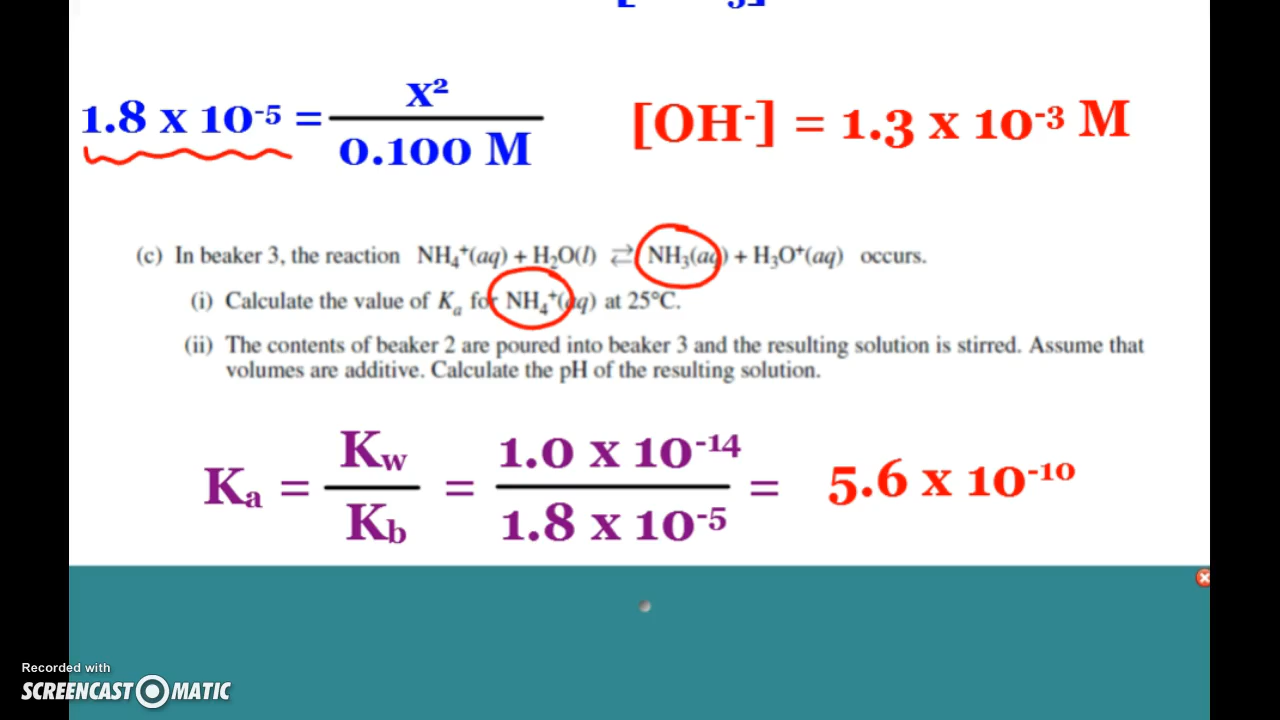 1.8 x 10⁻⁵ = x² / 0.100 M
[OH⁻] = 1.3 x 10⁻³ M
(c) In beaker 3, the reaction NH₄⁺(aq) + H₂O(l) ⇄ NH₃(aq) + H₃O⁺(aq) occurs.
(i) Calculate the value of Kₐ for NH₄⁺(aq) at 25°C.
(ii) The contents of beaker 2 are poured into beaker 3 and the resulting solution is stirred. Assume that
volumes are additive. Calculate the pH of the resulting solution.
Kₐ = K_w / K_b = 1.0 x 10⁻¹⁴ / 1.8 x 10⁻⁵ = 5.6 x 10⁻¹⁰
Recorded with
SCREENCAST O MATIC